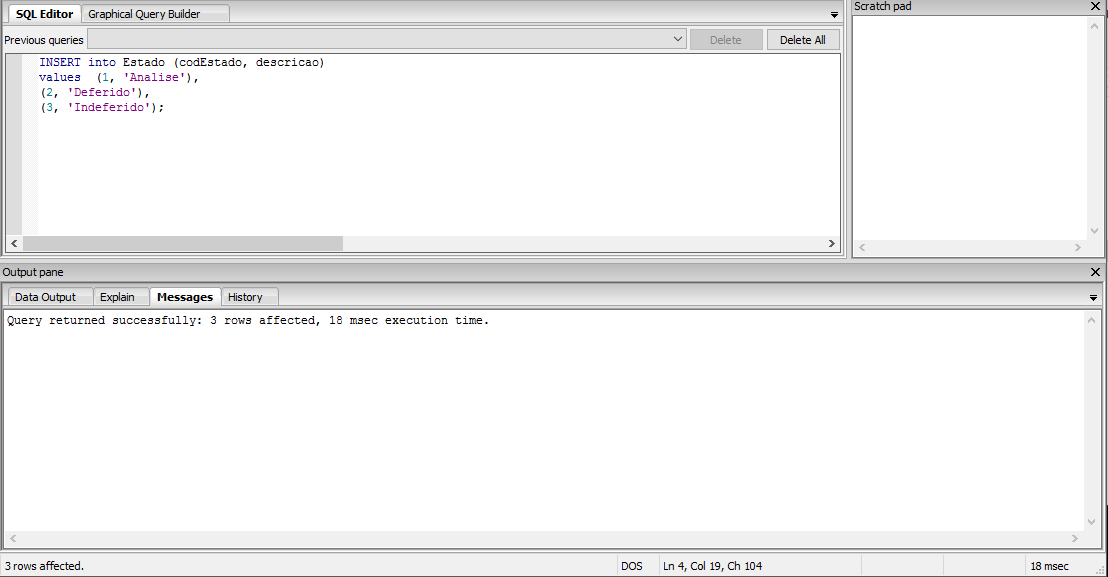 SQL Editor Graphical Query Builder
Scratch pad
Previous queries Delete Delete All
INSERT into Estado (codEstado, descricao)
values  (1, 'Analise'),
(2, 'Deferido'),
(3, 'Indeferido');
Output pane
Data Output Explain Messages History
Query returned successfully: 3 rows affected, 18 msec execution time.
3 rows affected. DOS Ln 4, Col 19, Ch 104 18 msec